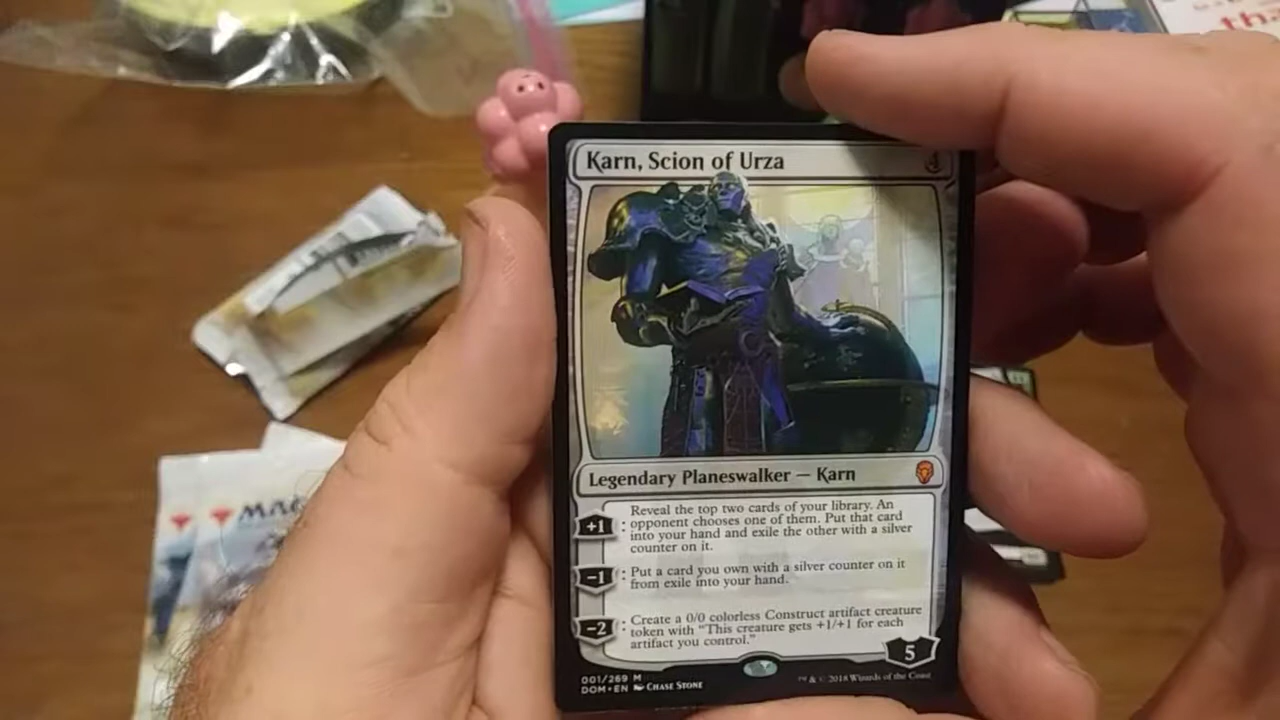 Karn, Scion of Urza
4
Legendary Planeswalker — Karn
+1
: Reveal the top two cards of your library. An
opponent chooses one of them. Put that card
into your hand and exile the other with a silver
counter on it.
-1
: Put a card you own with a silver counter on it
from exile into your hand.
-2
: Create a 0/0 colorless Construct artifact creature
token with "This creature gets +1/+1 for each
artifact you control."
5
001/269 M
DOM • EN CHASE STONE
™ & © 2018 Wizards of the Coast
MAG
th